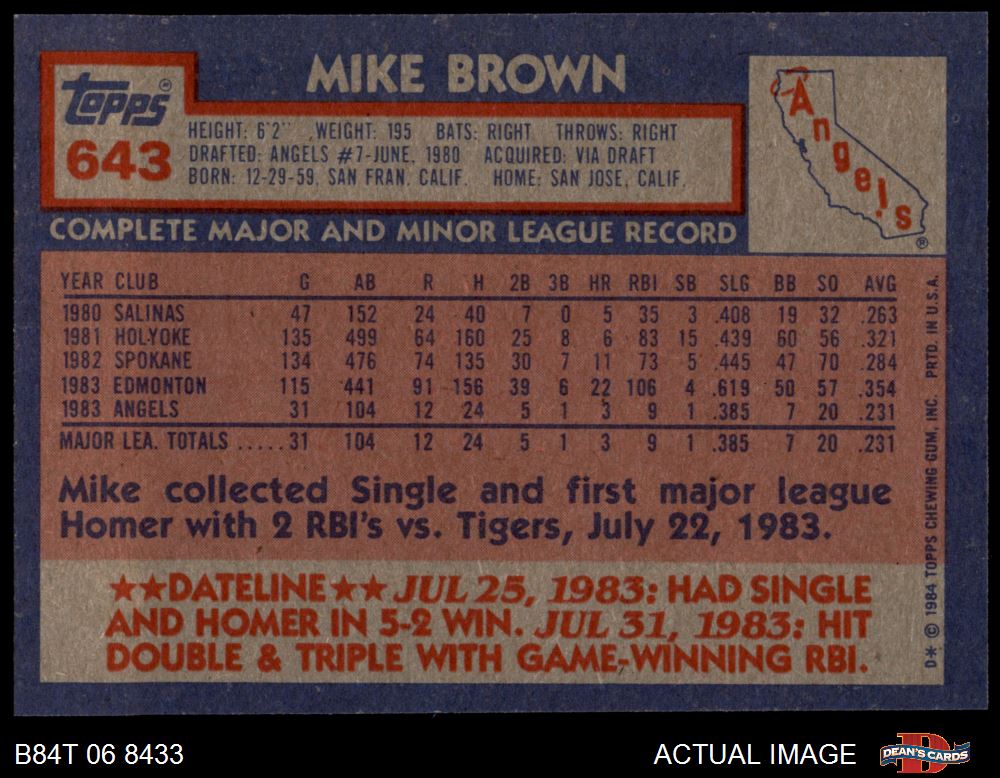 MIKE BROWN
Topps®
643
HEIGHT: 6'2" WEIGHT: 195 BATS: RIGHT THROWS: RIGHT
DRAFTED: ANGELS #7-JUNE, 1980 ACQUIRED: VIA DRAFT
BORN: 12-29-59, SAN FRAN. CALIF. HOME: SAN JOSE, CALIF.
Angels
®
COMPLETE MAJOR AND MINOR LEAGUE RECORD
YEAR CLUB G AB R H 2B 3B HR RBI SB SLG BB SO AVG
1980 SALINAS 47 152 24 40 7 0 5 35 3 .408 19 32 .263
1981 HOLYOKE 135 499 64 160 25 8 6 83 15 .439 60 56 .321
1982 SPOKANE 134 476 74 135 30 7 11 73 5 .445 47 70 .284
1983 EDMONTON 115 441 91 156 39 6 22 106 4 .619 50 57 .354
1983 ANGELS 31 104 12 24 5 1 3 9 1 .385 7 20 .231
MAJOR LEA. TOTALS .....31 104 12 24 5 1 3 9 1 .385 7 20 .231
Mike collected Single and first major league
Homer with 2 RBI's vs. Tigers, July 22, 1983.
★★DATELINE★★ JUL 25, 1983: HAD SINGLE
AND HOMER IN 5-2 WIN. JUL 31, 1983: HIT
DOUBLE & TRIPLE WITH GAME-WINNING RBI.
D* © 1984 TOPPS CHEWING GUM, INC. PRTD. IN U.S.A.
B84T 06 8433
ACTUAL IMAGE
DEAN'S CARDS